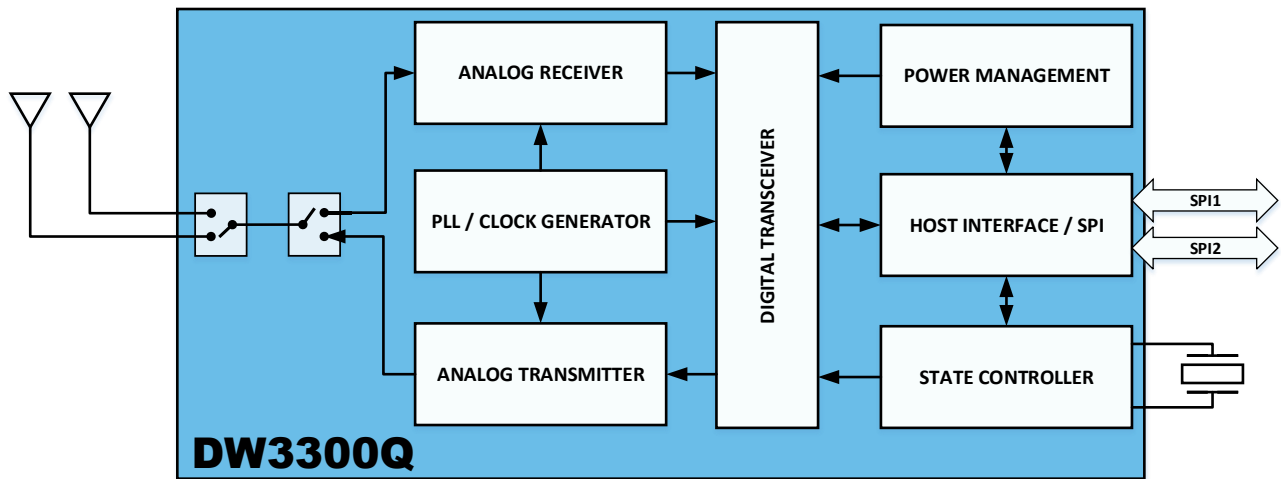 ANALOG RECEIVER
POWER MANAGEMENT
PLL / CLOCK GENERATOR
DIGITAL TRANSCEIVER
HOST INTERFACE / SPI
SPI1
SPI2
ANALOG TRANSMITTER
STATE CONTROLLER
DW3300Q